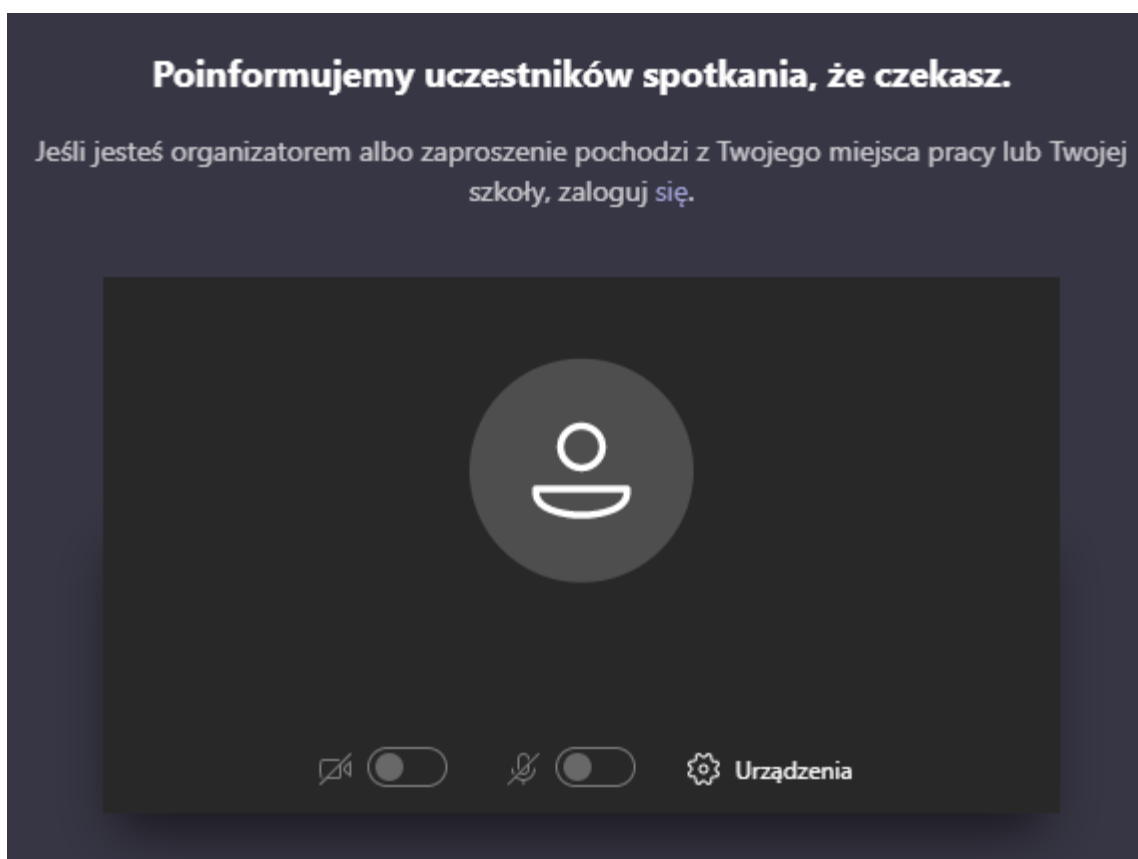 Poinformujemy uczestników spotkania, że czekasz.
Jeśli jesteś organizatorem albo zaproszenie pochodzi z Twojego miejsca pracy lub Twojej
szkoły, zaloguj się.
Urządzenia